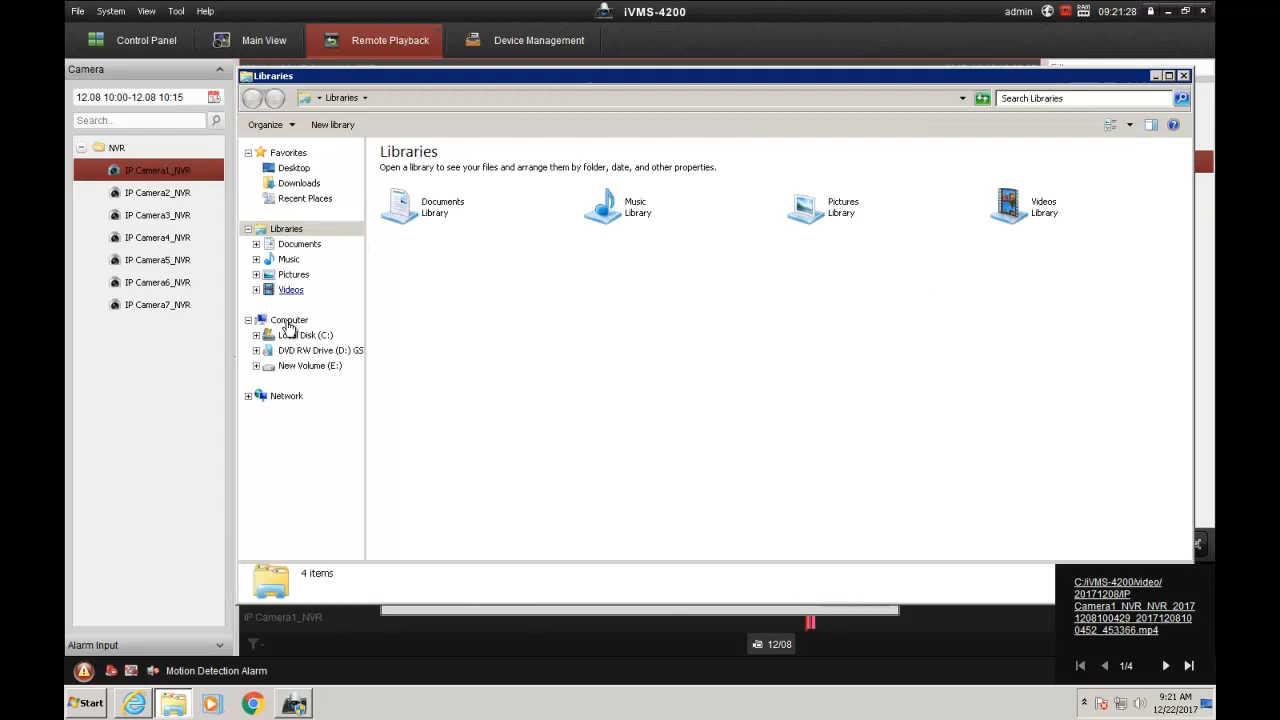 File System View Tool Help
iVMS-4200
admin 09:21:28
Control Panel
Main View
Remote Playback
Device Management
Camera
12.08 10:00-12.08 10:15
Search...
NVR
IP Camera1_NVR
IP Camera2_NVR
IP Camera3_NVR
IP Camera4_NVR
IP Camera5_NVR
IP Camera6_NVR
IP Camera7_NVR
Alarm Input
Libraries
Libraries
Search Libraries
Organize
New library
Favorites
Desktop
Downloads
Recent Places
Libraries
Documents
Music
Pictures
Videos
Computer
Local Disk (C:)
DVD RW Drive (D:) GS
New Volume (E:)
Network
Libraries
Open a library to see your files and arrange them by folder, date, and other properties.
Documents
Library
Music
Library
Pictures
Library
Videos
Library
4 items
IP Camera1_NVR
12/08
C:/iVMS-4200/video/
20171208/IP
Camera1_NVR_NVR_2017
1208100429_2017120810
0452_453366.mp4
1/4
Motion Detection Alarm
Start
9:21 AM
12/22/2017